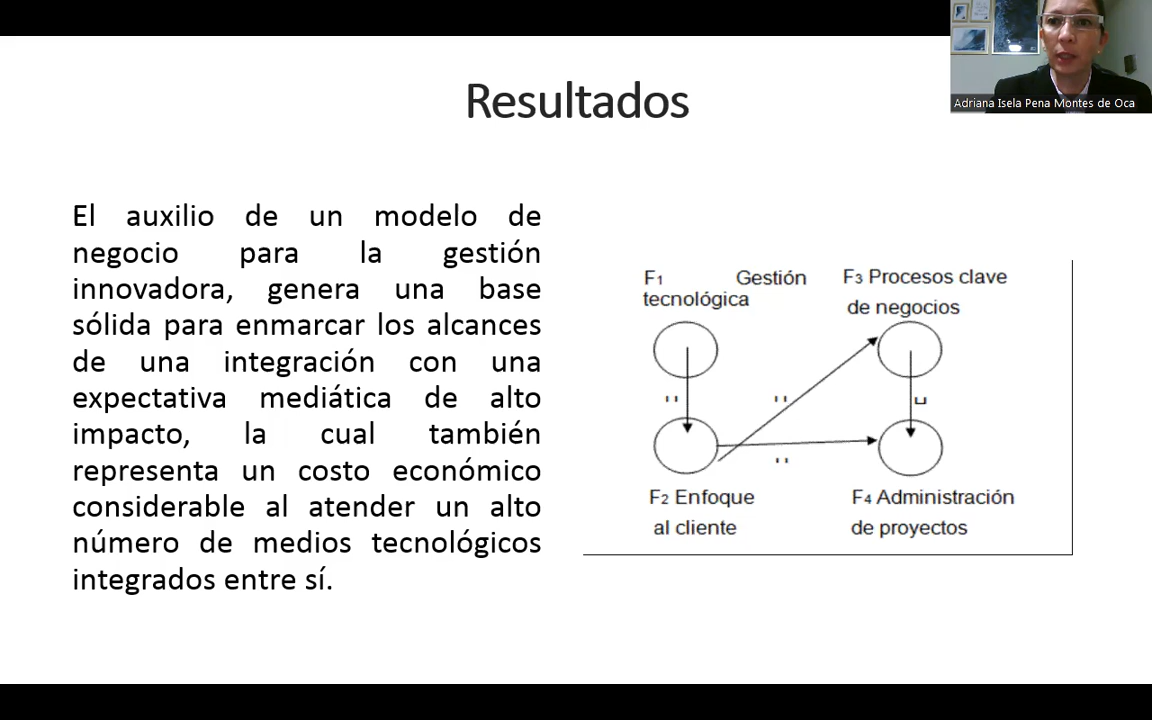 Resultados
Adriana Isela Pena Montes de Oca
El auxilio de un modelo de
negocio para la gestión
innovadora, genera una base
sólida para enmarcar los alcances
de una integración con una
expectativa mediática de alto
impacto, la cual también
representa un costo económico
considerable al atender un alto
número de medios tecnológicos
integrados entre sí.
F1 Gestión
tecnológica
F3 Procesos clave
de negocios
F2 Enfoque
al cliente
F4 Administración
de proyectos